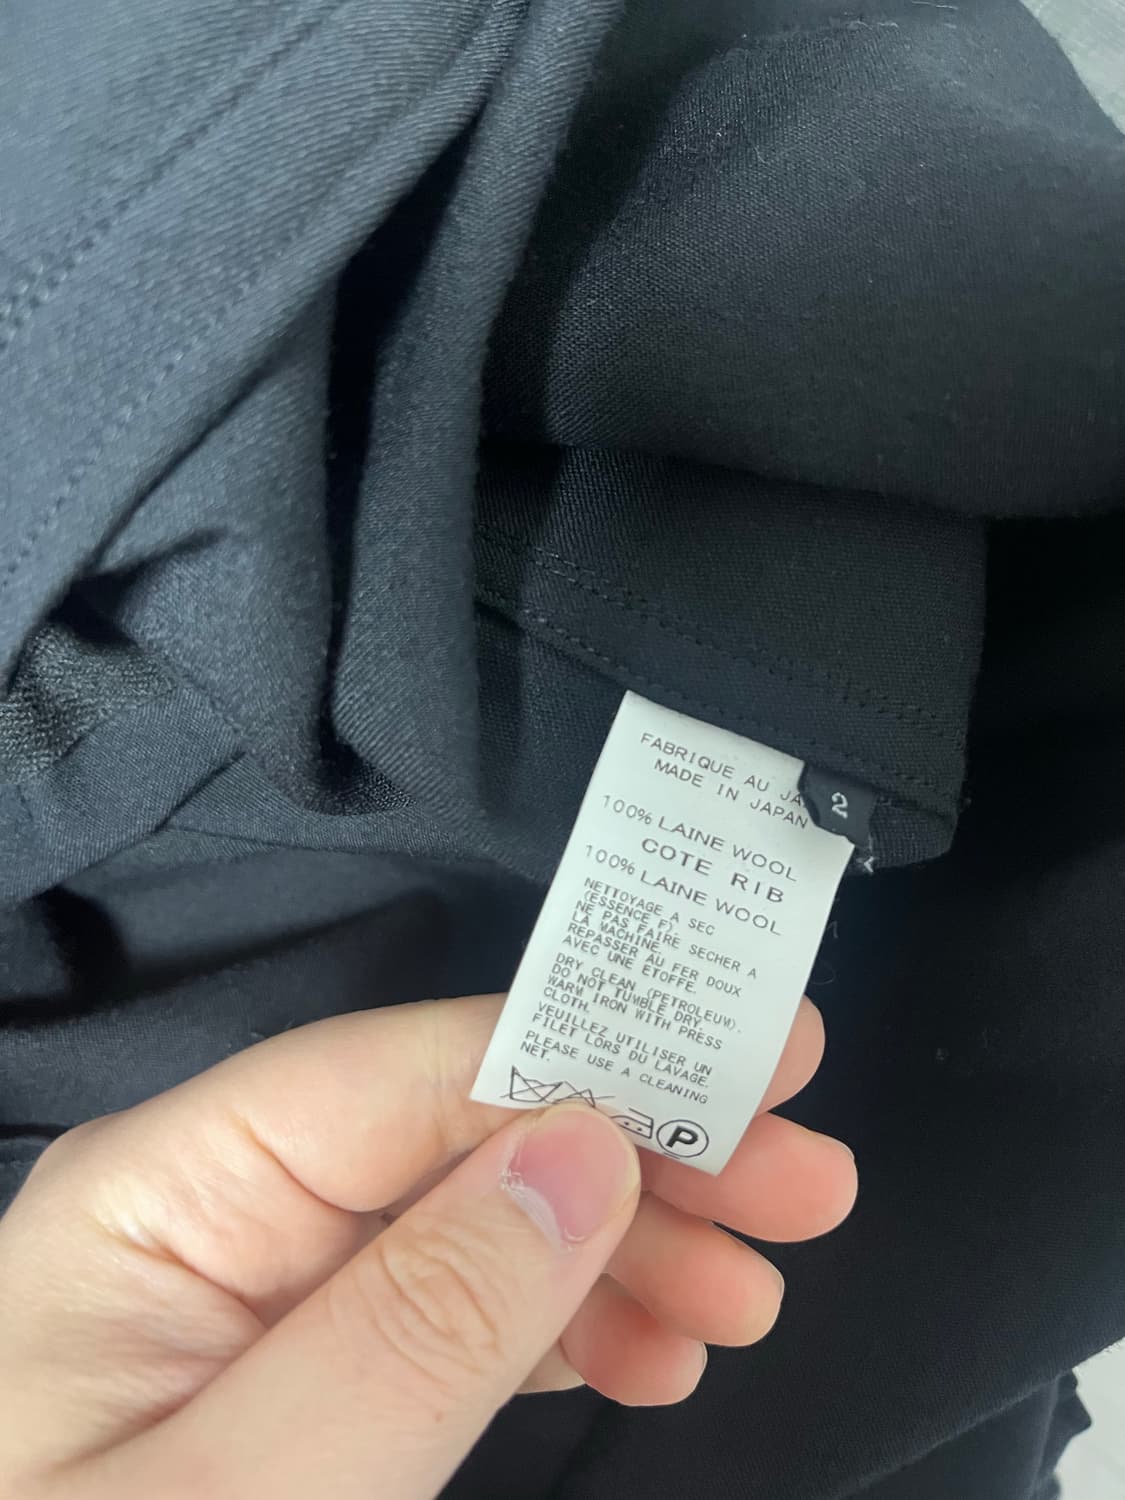 FABRIQUE AU
MADE IN JAPAN
2
100% LAINE WOOL
COTE RIB
100% LAINE WOOL
NETTOYAGE A SEC
(ESSENCE F).
NE PAS FAIRE SECHER A
LA MACHINE.
REPASSER AU FER DOUX
AVEC UNE ETOFFE.
DRY CLEAN (PETROLEUM).
DO NOT TUMBLE DRY.
WARM IRON WITH PRESS
CLOTH.
VEUILLEZ UTILISER UN
FILET LORS DU LAVAGE.
PLEASE USE A CLEANING
NET.
P